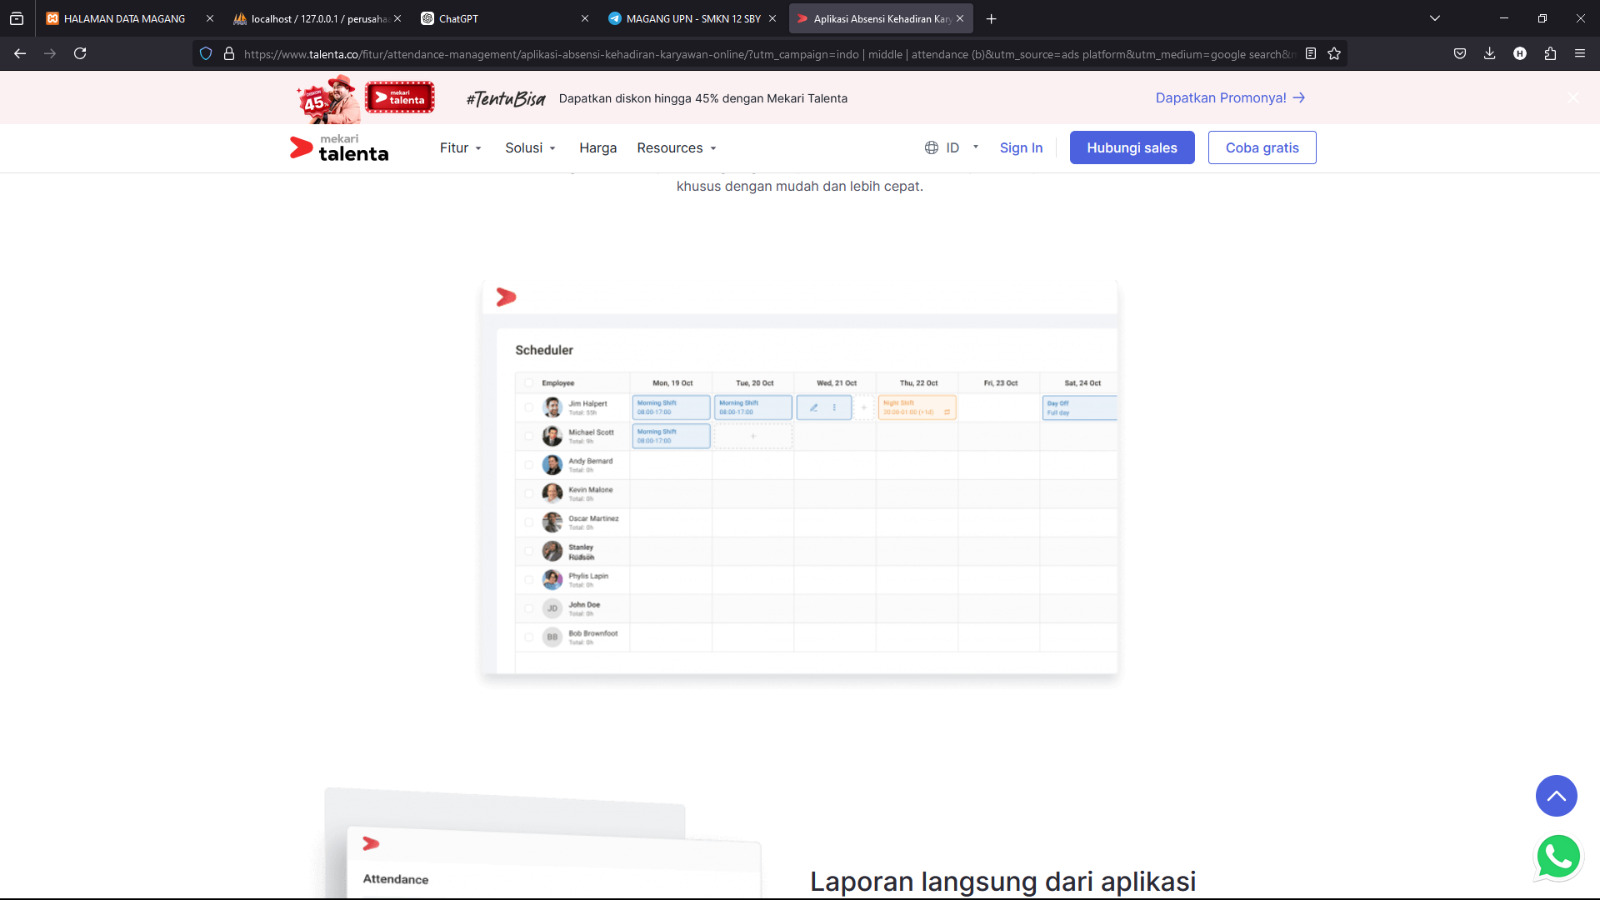 HALAMAN DATA MAGANG
localhost / 127.0.0.1 / perusaha
ChatGPT
MAGANG UPN - SMKN 12 SBY
Aplikasi Absensi Kehadiran Kary
https://www.talenta.co/fitur/attendance-management/aplikasi-absensi-kehadiran-karyawan-online/?utm_campaign=indo | middle | attendance (b)&utm_source=ads platform&utm_medium=google search&
H
45%
mekari
talenta
#TentuBisa
Dapatkan diskon hingga 45% dengan Mekari Talenta
Dapatkan Promonya!
mekari
talenta
Fitur
Solusi
Harga
Resources
ID
Sign In
Hubungi sales
Coba gratis
khusus dengan mudah dan lebih cepat.
Scheduler
Employee
Mon, 19 Oct
Tue, 20 Oct
Wed, 21 Oct
Thu, 22 Oct
Fri, 23 Oct
Sat, 24 Oct
Jim Halpert
Total: 55h
Morning Shift
08:00-17:00
Morning Shift
08:00-17:00
Night Shift
20:00-01:00 (+1d)
Day Off
Full day
Michael Scott
Total: 9h
Morning Shift
08:00-17:00
Andy Bernard
Total: 0h
Kevin Malone
Total: 0h
Oscar Martinez
Total: 0h
Stanley
Phylis Lapin
Total: 0h
JD
John Doe
Total: 0h
BB
Bob Brownfoot
Total: 0h
Attendance
Laporan langsung dari aplikasi